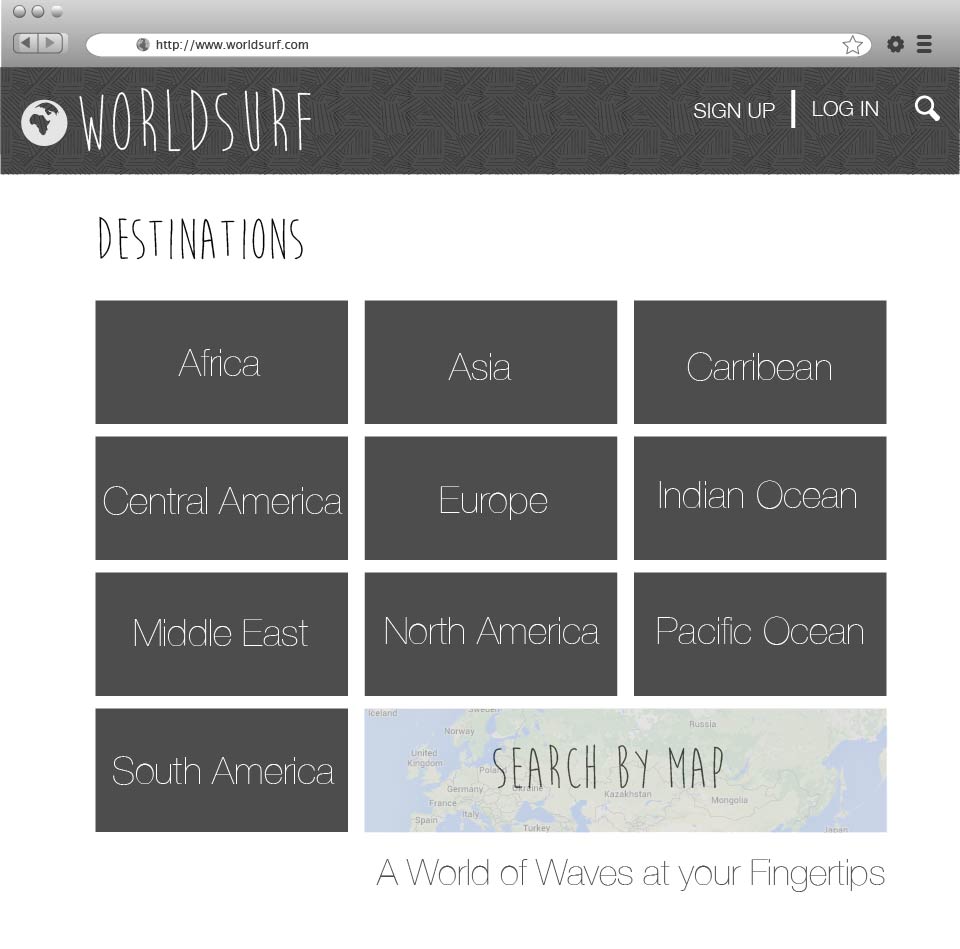 http://www.worldsurf.com
WORLDSURF
SIGN UP
LOG IN
DESTINATIONS
Africa
Asia
Carribean
Central America
Europe
Indian Ocean
Middle East
North America
Pacific Ocean
South America
Iceland
Sweden
Norway
Russia
United
Kingdom
Poland
Germany
Ukraine
France
Kazakhstan
Mongolia
Spain
Italy
Turkey
Japan
SEARCH BY MAP
A World of Waves at your Fingertips